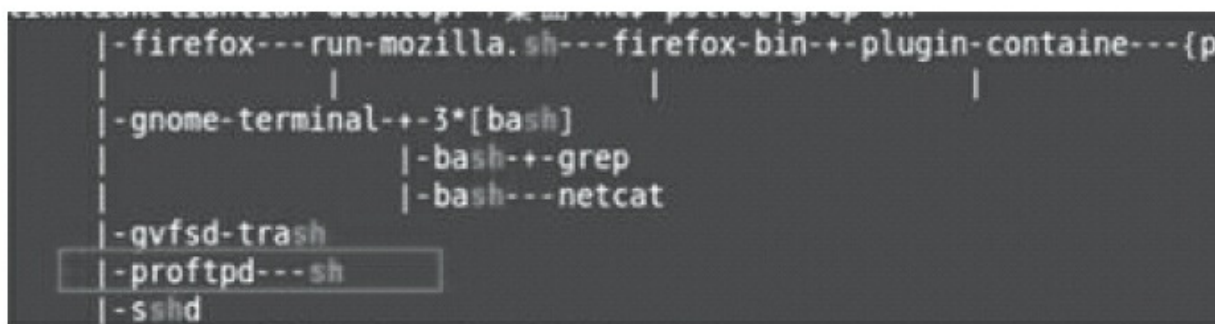 |-firefox---run-mozilla.sh---firefox-bin-+-plugin-containe---{p
| | | |
|-gnome-terminal-+-3*[bash]
| |-bash-+-grep
| |-bash---netcat
|-gvfsd-trash
|-proftpd---sh
|-sshd